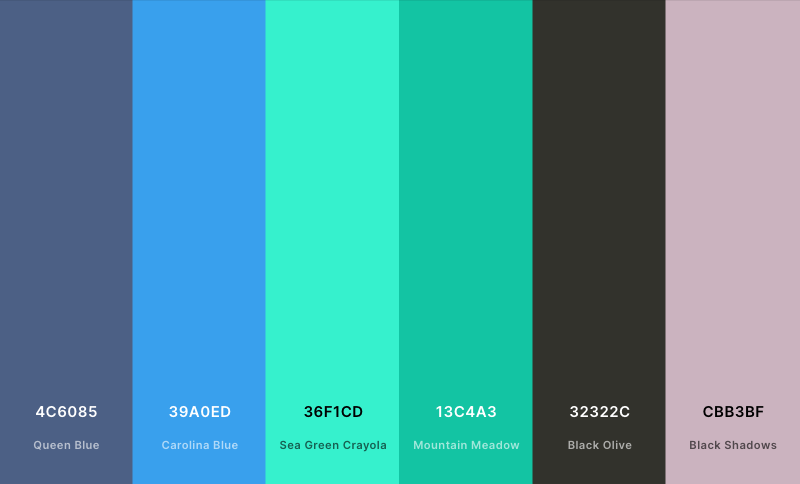 4C6085 39A0ED 36F1CD 13C4A3 32322C CBB3BF
Queen Blue Carolina Blue Sea Green Crayola Mountain Meadow Black Olive Black Shadows